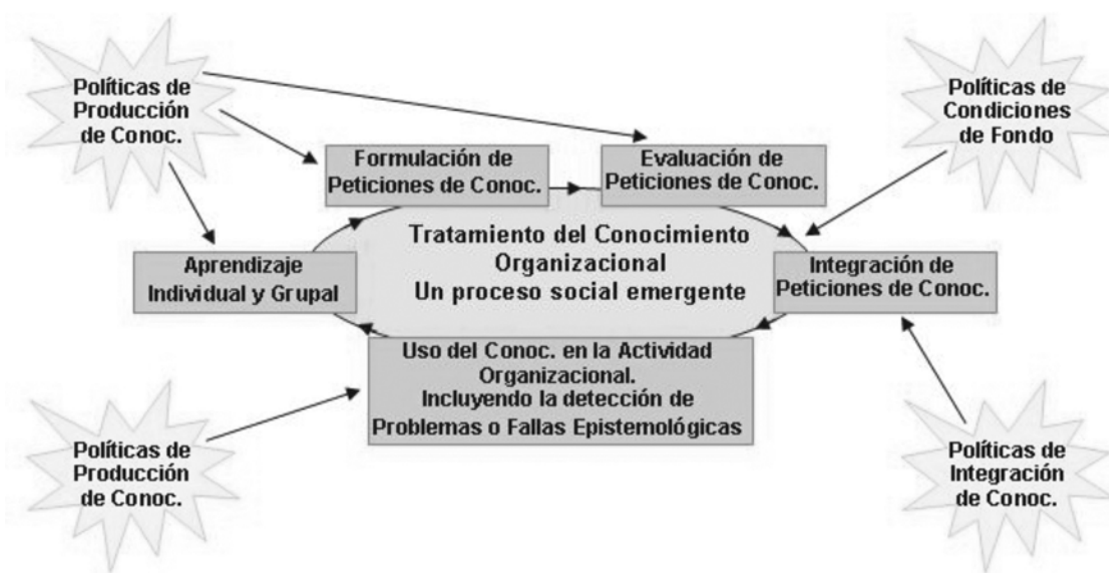 Políticas de
Producción
de Conoc.
Políticas de
Condiciones
de Fondo
Formulación de
Peticiones de Conoc.
Evaluación de
Peticiones de Conoc.
Tratamiento del Conocimiento
Organizacional
Un proceso social emergente
Aprendizaje
Individual y Grupal
Integración de
Peticiones de Conoc.
Uso del Conoc. en la Actividad
Organizacional.
Incluyendo la detección de
Problemas o Fallas Epistemológicas
Políticas de
Producción
de Conoc.
Políticas de
Integración
de Conoc.